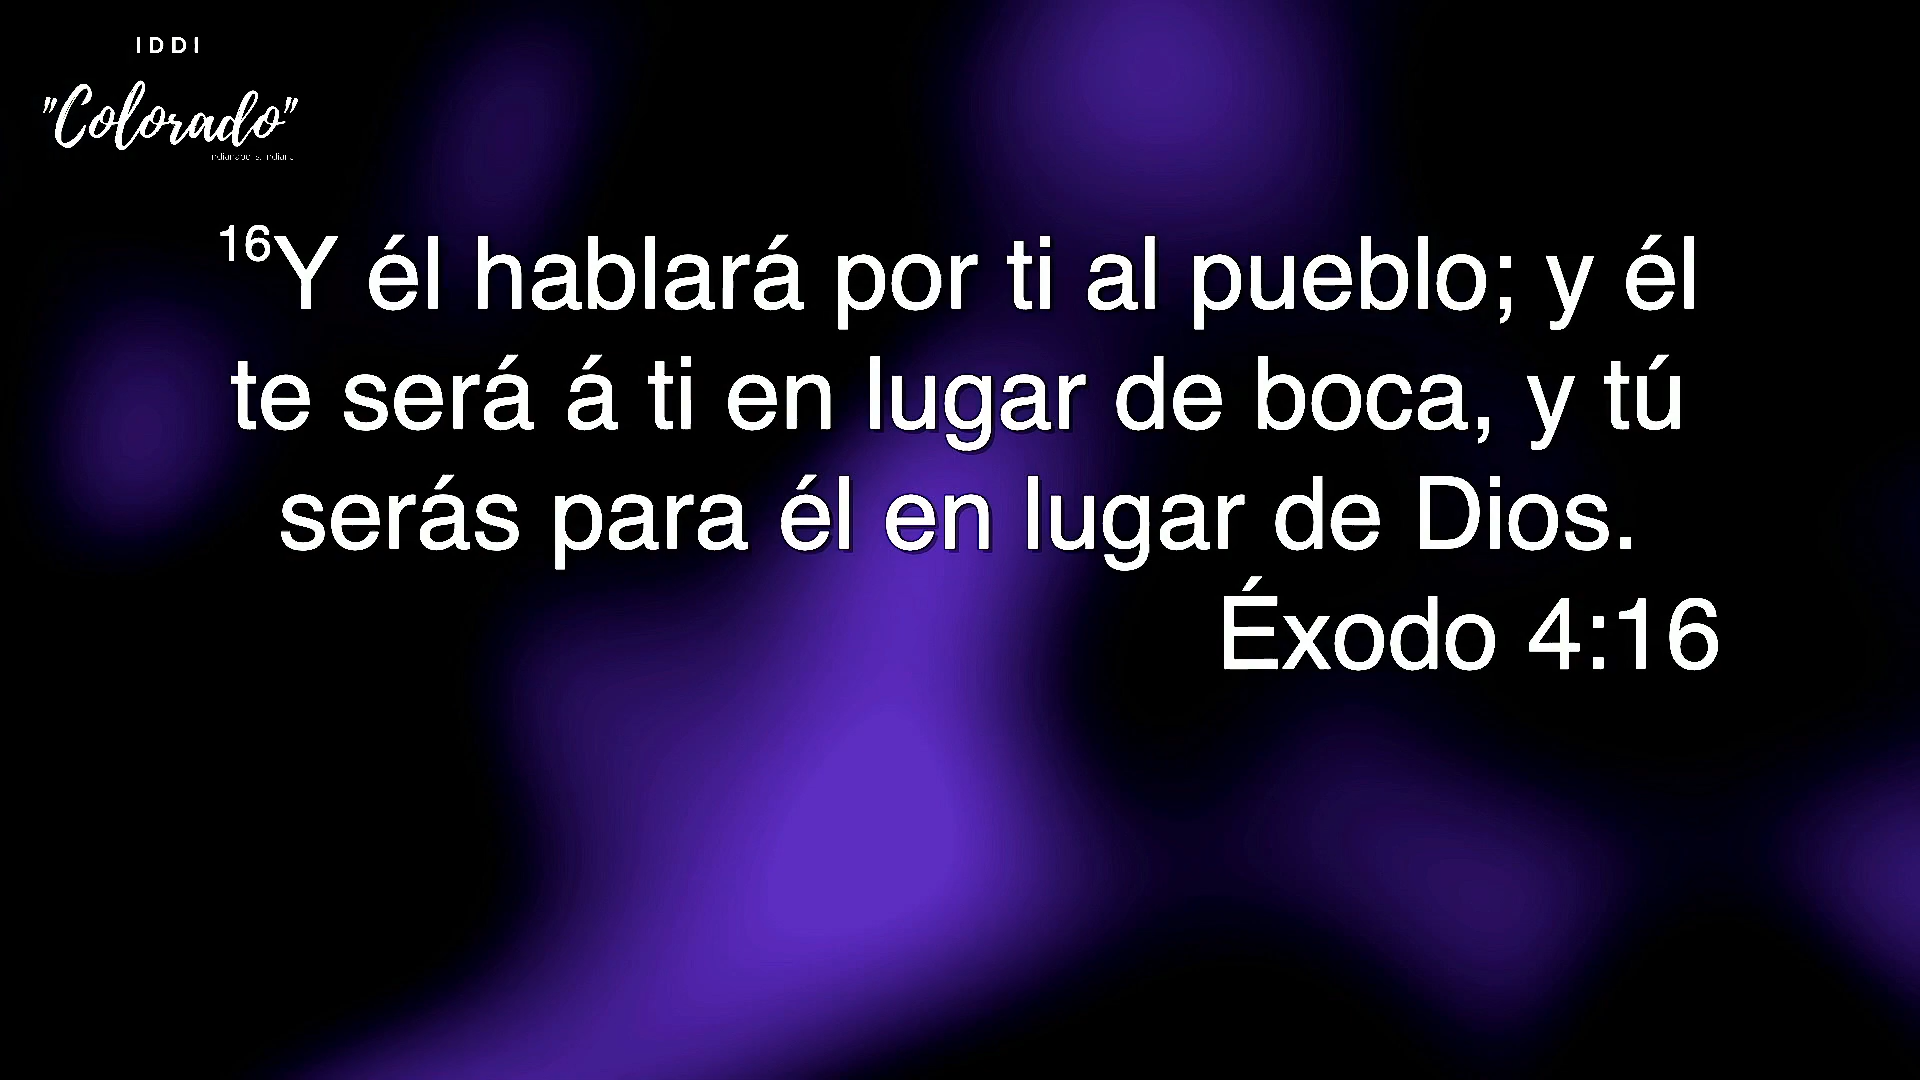 IDDI
"Colorado"
16Y él hablará por ti al pueblo; y él
te será á ti en lugar de boca, y tú
serás para él en lugar de Dios.
Éxodo 4:16